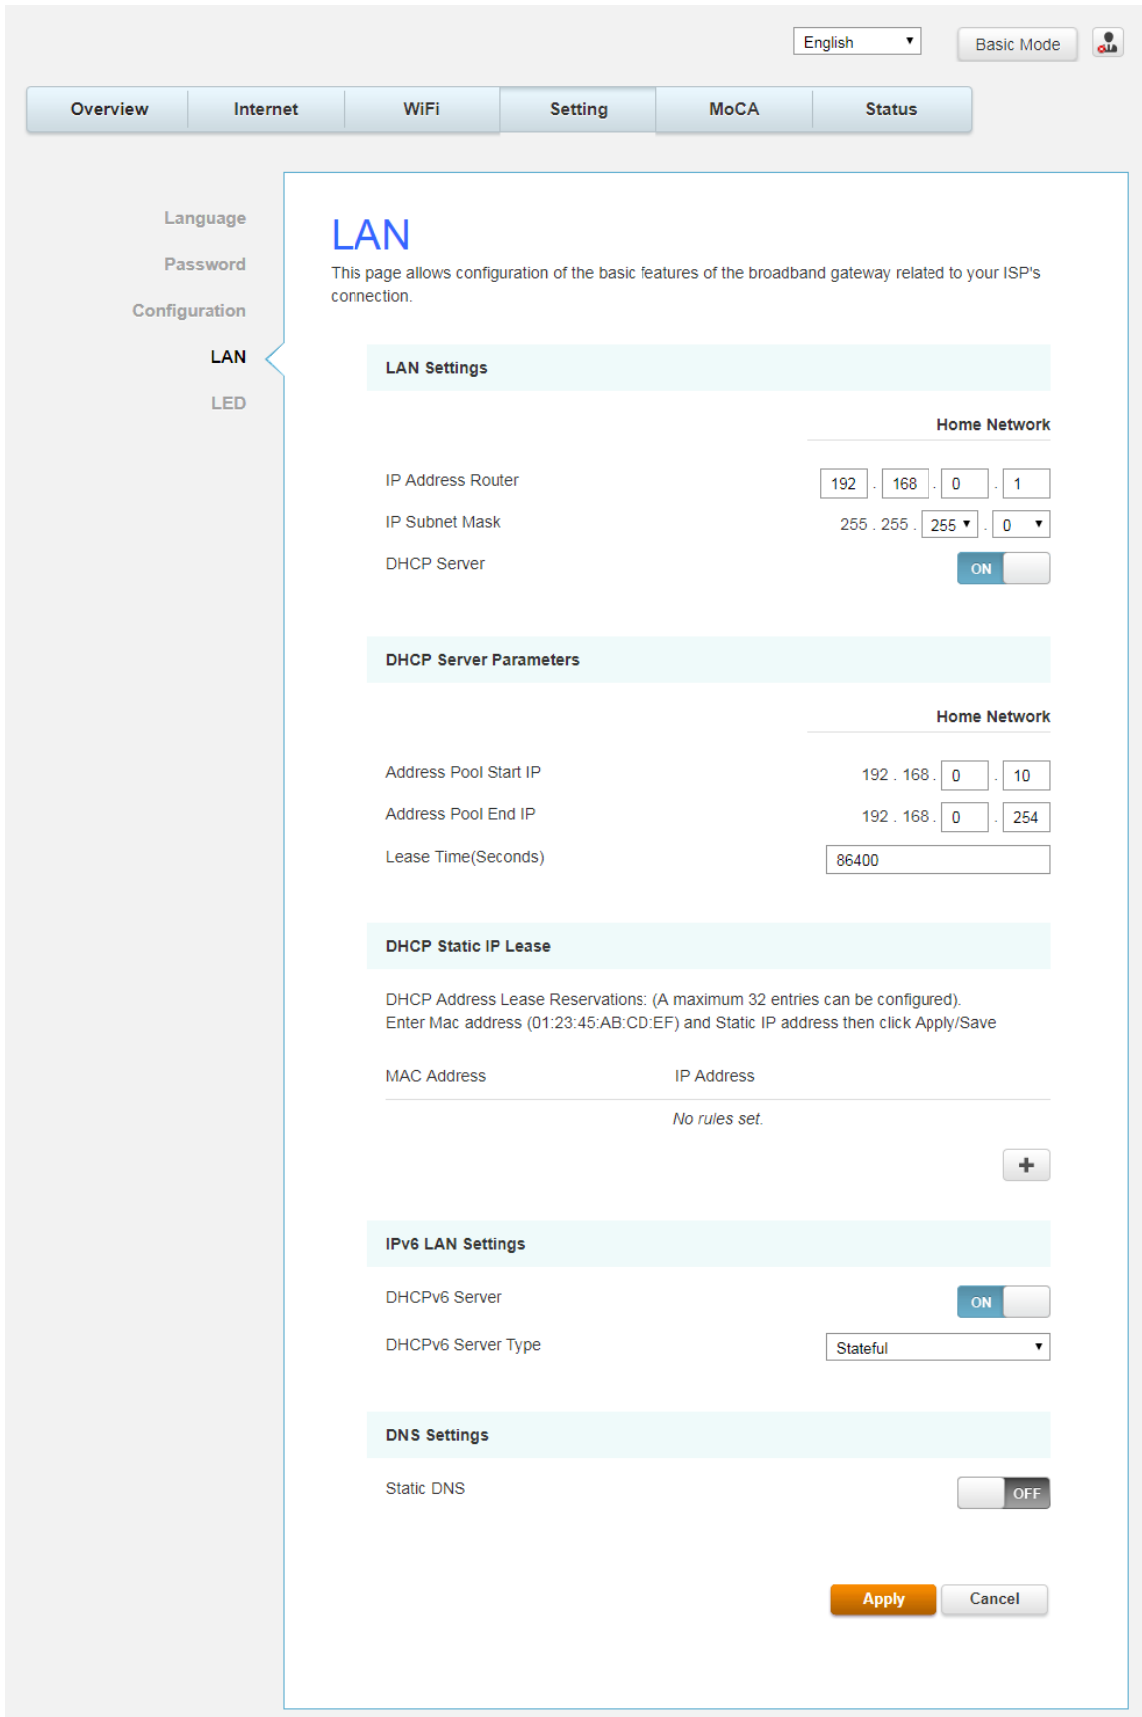 English
Basic Mode
Overview Internet WiFi Setting MoCA Status
Language
Password
Configuration
LAN
LED
LAN
This page allows configuration of the basic features of the broadband gateway related to your ISP's
connection.
LAN Settings
Home Network
IP Address Router 192 . 168 . 0 . 1
IP Subnet Mask 255 . 255 . 255 . 0
DHCP Server ON
DHCP Server Parameters
Home Network
Address Pool Start IP 192 . 168 . 0 . 10
Address Pool End IP 192 . 168 . 0 . 254
Lease Time(Seconds) 86400
DHCP Static IP Lease
DHCP Address Lease Reservations: (A maximum 32 entries can be configured).
Enter Mac address (01:23:45:AB:CD:EF) and Static IP address then click Apply/Save
MAC Address IP Address
No rules set.
IPv6 LAN Settings
DHCPv6 Server ON
DHCPv6 Server Type Stateful
DNS Settings
Static DNS OFF
Apply Cancel